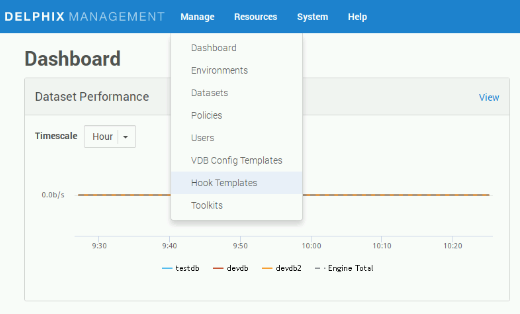 DELPHIX MANAGEMENT Manage Resources System Help
Dashboard
Environments
Datasets
Policies
Users
VDB Config Templates
Hook Templates
Toolkits
Dashboard
Dataset Performance View
Timescale Hour
0.0b/s
9:30 9:40 9:50 10:00 10:10 10:20
testdb devdb devdb2 Engine Total